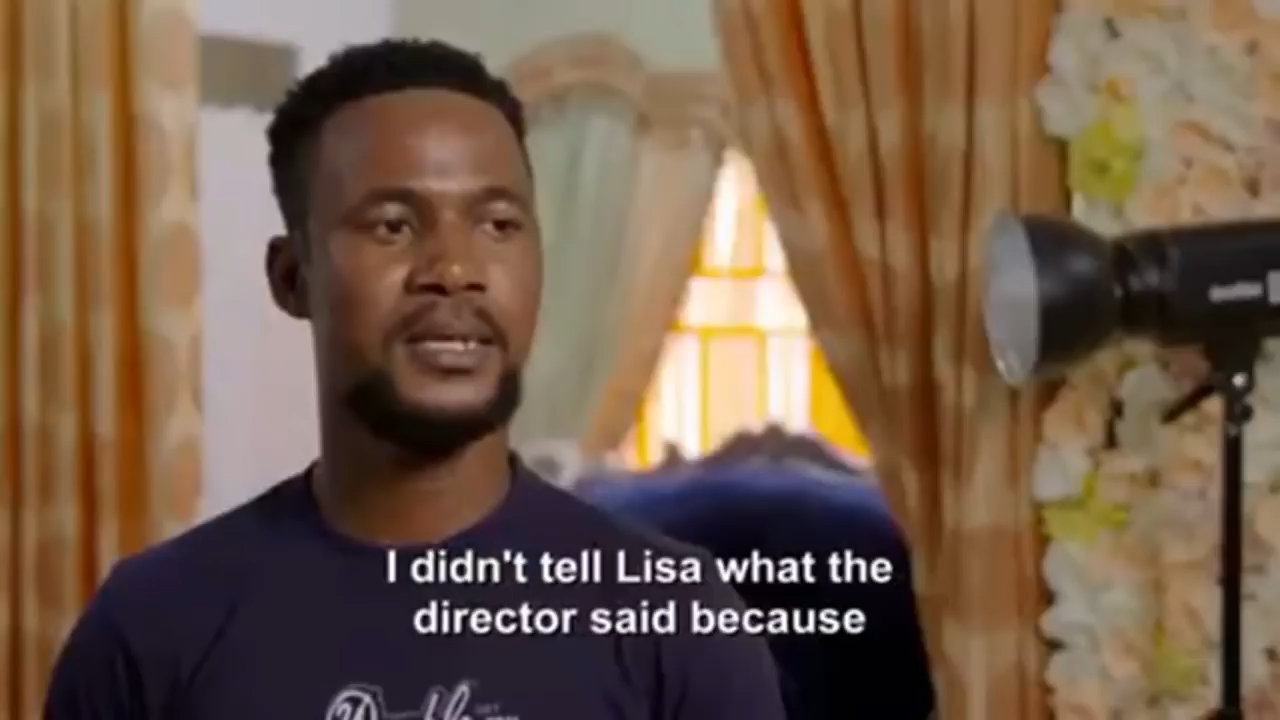 I didn't tell Lisa what the
director said because